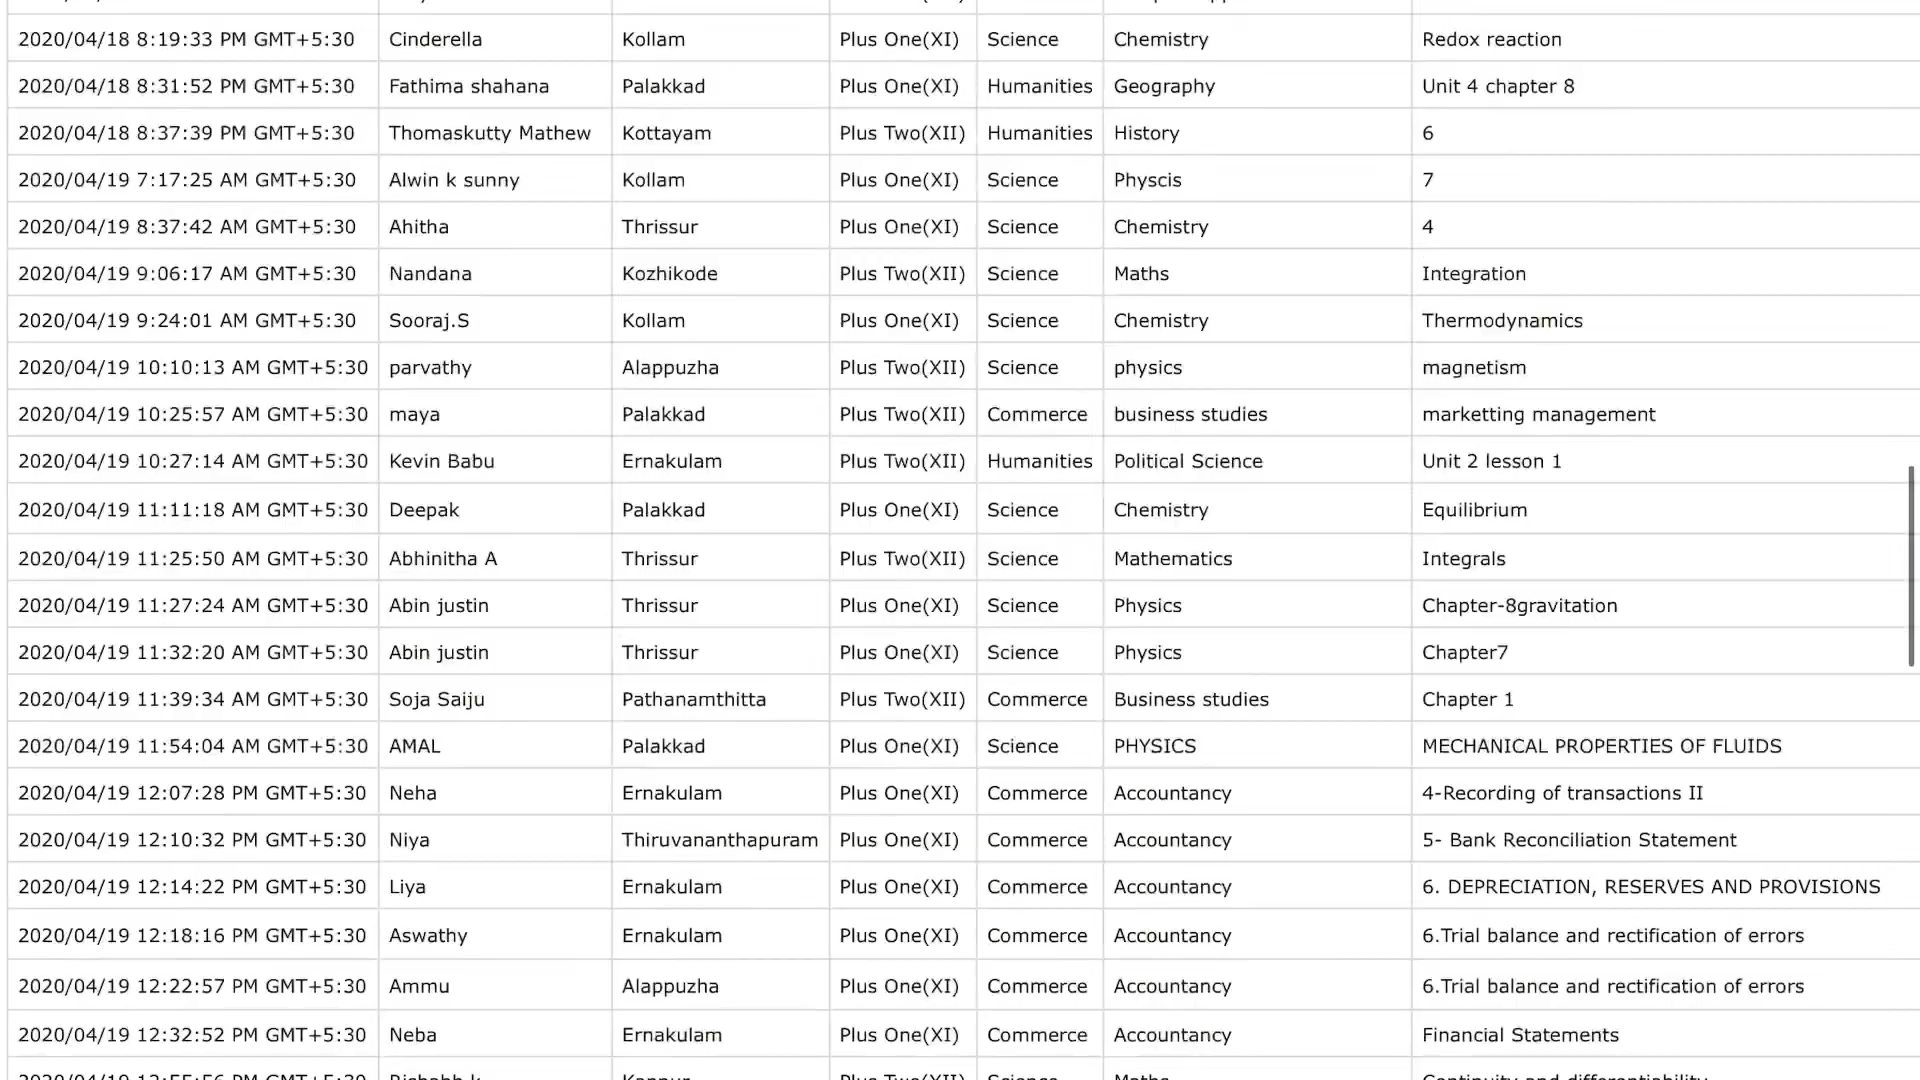 2020/04/18 8:19:33 PM GMT+5:30 Cinderella Kollam Plus One(XI) Science Chemistry Redox reaction
2020/04/18 8:31:52 PM GMT+5:30 Fathima shahana Palakkad Plus One(XI) Humanities Geography Unit 4 chapter 8
2020/04/18 8:37:39 PM GMT+5:30 Thomaskutty Mathew Kottayam Plus Two(XII) Humanities History 6
2020/04/19 7:17:25 AM GMT+5:30 Alwin k sunny Kollam Plus One(XI) Science Physcis 7
2020/04/19 8:37:42 AM GMT+5:30 Ahitha Thrissur Plus One(XI) Science Chemistry 4
2020/04/19 9:06:17 AM GMT+5:30 Nandana Kozhikode Plus Two(XII) Science Maths Integration
2020/04/19 9:24:01 AM GMT+5:30 Sooraj.S Kollam Plus One(XI) Science Chemistry Thermodynamics
2020/04/19 10:10:13 AM GMT+5:30 parvathy Alappuzha Plus Two(XII) Science physics magnetism
2020/04/19 10:25:57 AM GMT+5:30 maya Palakkad Plus Two(XII) Commerce business studies marketting management
2020/04/19 10:27:14 AM GMT+5:30 Kevin Babu Ernakulam Plus Two(XII) Humanities Political Science Unit 2 lesson 1
2020/04/19 11:11:18 AM GMT+5:30 Deepak Palakkad Plus One(XI) Science Chemistry Equilibrium
2020/04/19 11:25:50 AM GMT+5:30 Abhinitha A Thrissur Plus Two(XII) Science Mathematics Integrals
2020/04/19 11:27:24 AM GMT+5:30 Abin justin Thrissur Plus One(XI) Science Physics Chapter-8gravitation
2020/04/19 11:32:20 AM GMT+5:30 Abin justin Thrissur Plus One(XI) Science Physics Chapter7
2020/04/19 11:39:34 AM GMT+5:30 Soja Saiju Pathanamthitta Plus Two(XII) Commerce Business studies Chapter 1
2020/04/19 11:54:04 AM GMT+5:30 AMAL Palakkad Plus One(XI) Science PHYSICS MECHANICAL PROPERTIES OF FLUIDS
2020/04/19 12:07:28 PM GMT+5:30 Neha Ernakulam Plus One(XI) Commerce Accountancy 4-Recording of transactions II
2020/04/19 12:10:32 PM GMT+5:30 Niya Thiruvananthapuram Plus One(XI) Commerce Accountancy 5- Bank Reconciliation Statement
2020/04/19 12:14:22 PM GMT+5:30 Liya Ernakulam Plus One(XI) Commerce Accountancy 6. DEPRECIATION, RESERVES AND PROVISIONS
2020/04/19 12:18:16 PM GMT+5:30 Aswathy Ernakulam Plus One(XI) Commerce Accountancy 6.Trial balance and rectification of errors
2020/04/19 12:22:57 PM GMT+5:30 Ammu Alappuzha Plus One(XI) Commerce Accountancy 6.Trial balance and rectification of errors
2020/04/19 12:32:52 PM GMT+5:30 Neba Ernakulam Plus One(XI) Commerce Accountancy Financial Statements